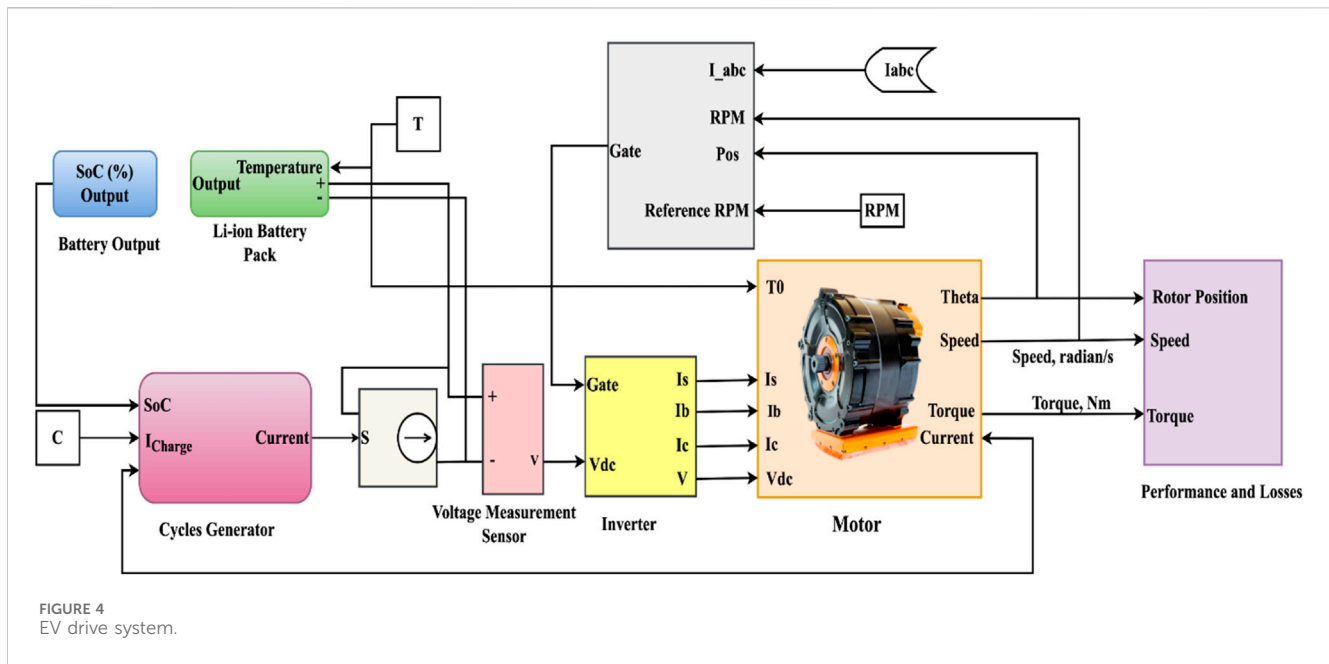 I_abc
Iabc
RPM
Gate
Pos
Reference RPM
RPM
T
SoC (%)
Output
Battery Output
Temperature
Output
+
-
Li-ion Battery
Pack
T0
Theta
Speed
Speed, radian/s
Torque
Torque, Nm
Current
Is
Ib
Ic
Vdc
Motor
Rotor Position
Speed
Torque
Performance and Losses
SoC
C
I Charge
Current
Cycles Generator
S
+
-
V
Voltage Measurement
Sensor
Gate
Vdc
Is
Ib
Ic
V
Inverter
FIGURE 4
EV drive system.